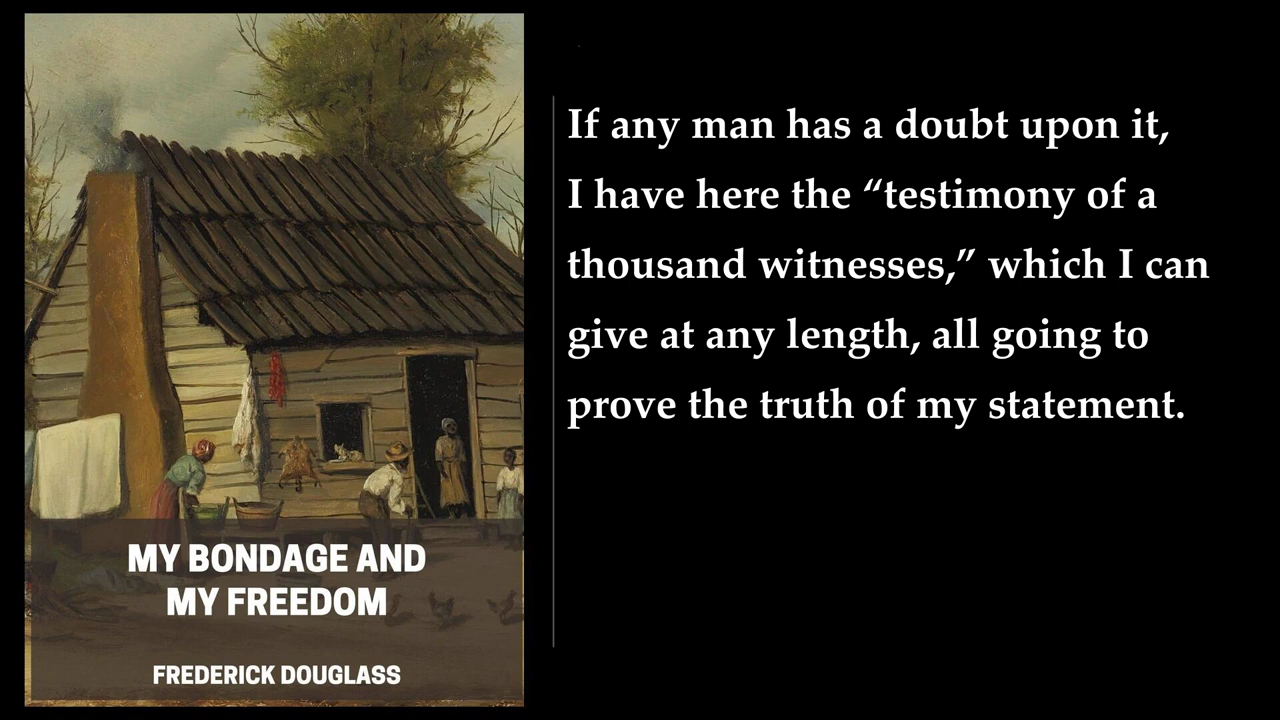 MY BONDAGE AND
MY FREEDOM
FREDERICK DOUGLASS
If any man has a doubt upon it,
I have here the “testimony of a
thousand witnesses,” which I can
give at any length, all going to
prove the truth of my statement.